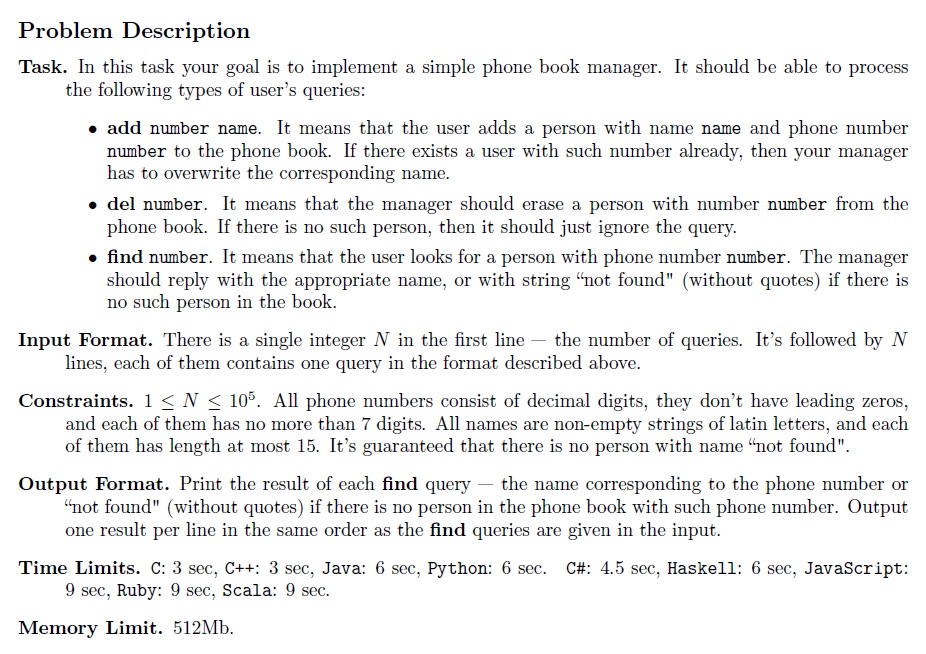 Problem Description
Task. In this task your goal is to implement a simple phone book manager. It should be able to process
the following types of user's queries:
• add number name. It means that the user adds a person with name name and phone number
number to the phone book. If there exists a user with such number already, then your manager
has to overwrite the corresponding name.
• del number. It means that the manager should erase a person with number number from the
phone book. If there is no such person, then it should just ignore the query.
• find number. It means that the user looks for a person with phone number number. The manager
should reply with the appropriate name, or with string “not found" (without quotes) if there is
no such person in the book.
Input Format. There is a single integer N in the first line — the number of queries. It's followed by N
lines, each of them contains one query in the format described above.
Constraints. 1 ≤ N ≤ 10⁵. All phone numbers consist of decimal digits, they don't have leading zeros,
and each of them has no more than 7 digits. All names are non-empty strings of latin letters, and each
of them has length at most 15. It's guaranteed that there is no person with name “not found".
Output Format. Print the result of each find query — the name corresponding to the phone number or
“not found" (without quotes) if there is no person in the phone book with such phone number. Output
one result per line in the same order as the find queries are given in the input.
Time Limits. C: 3 sec, C++: 3 sec, Java: 6 sec, Python: 6 sec. C#: 4.5 sec, Haskell: 6 sec, JavaScript:
9 sec, Ruby: 9 sec, Scala: 9 sec.
Memory Limit. 512Mb.